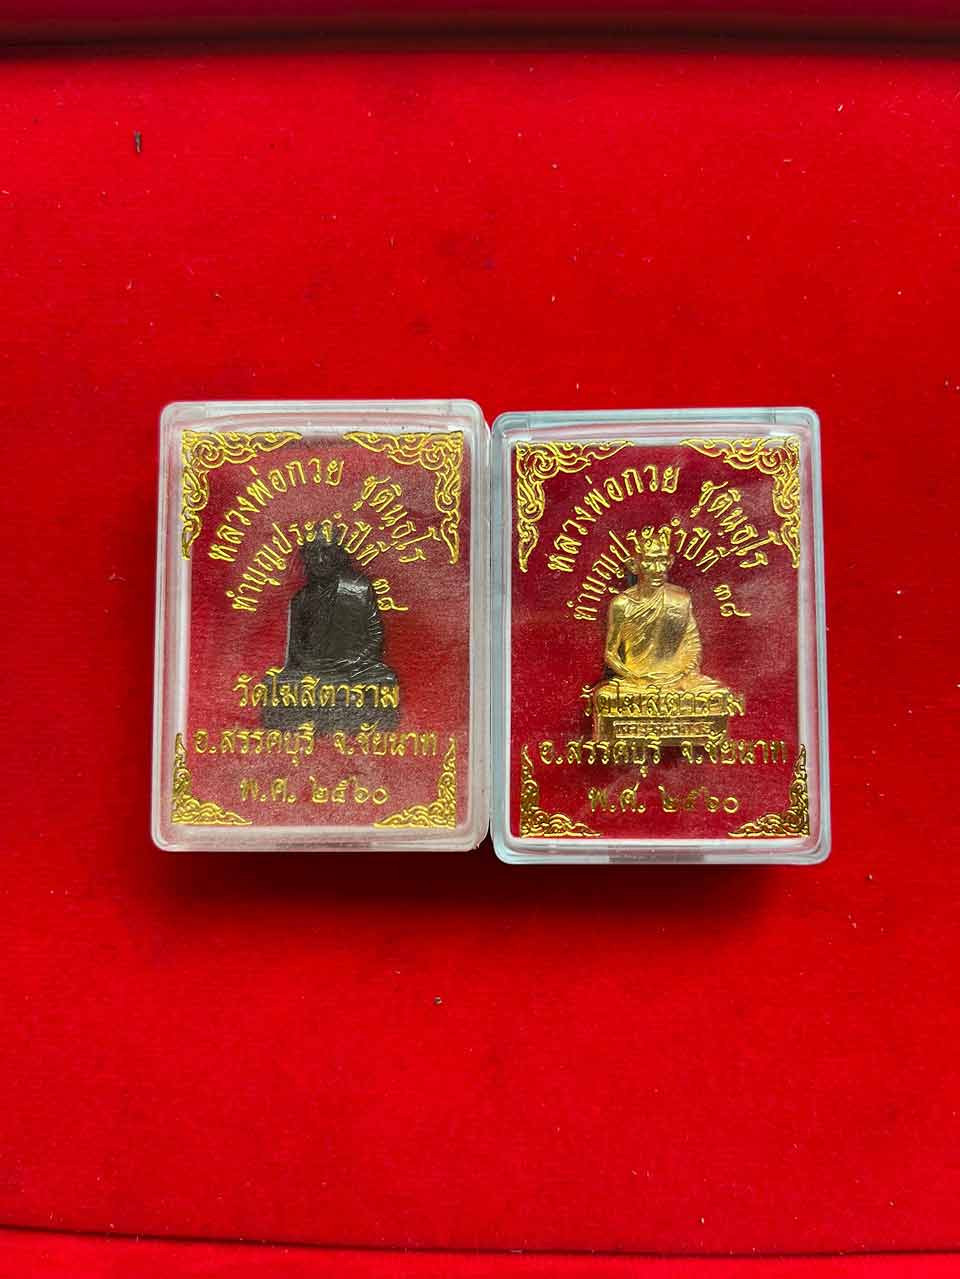 หลวงพ่อกวย ชุตินฺธโร
ทำบุญประจำปีที่ ๓๘
วัดโฆสิตาราม
อ.สรรคบุรี จ.ชัยนาท
พ.ศ. ๒๕๖๐
หลวงพ่อกวย ชุตินฺธโร
ทำบุญประจำปีที่ ๓๘
วัดโฆสิตาราม
อ.สรรคบุรี จ.ชัยนาท
พ.ศ. ๒๕๖๐